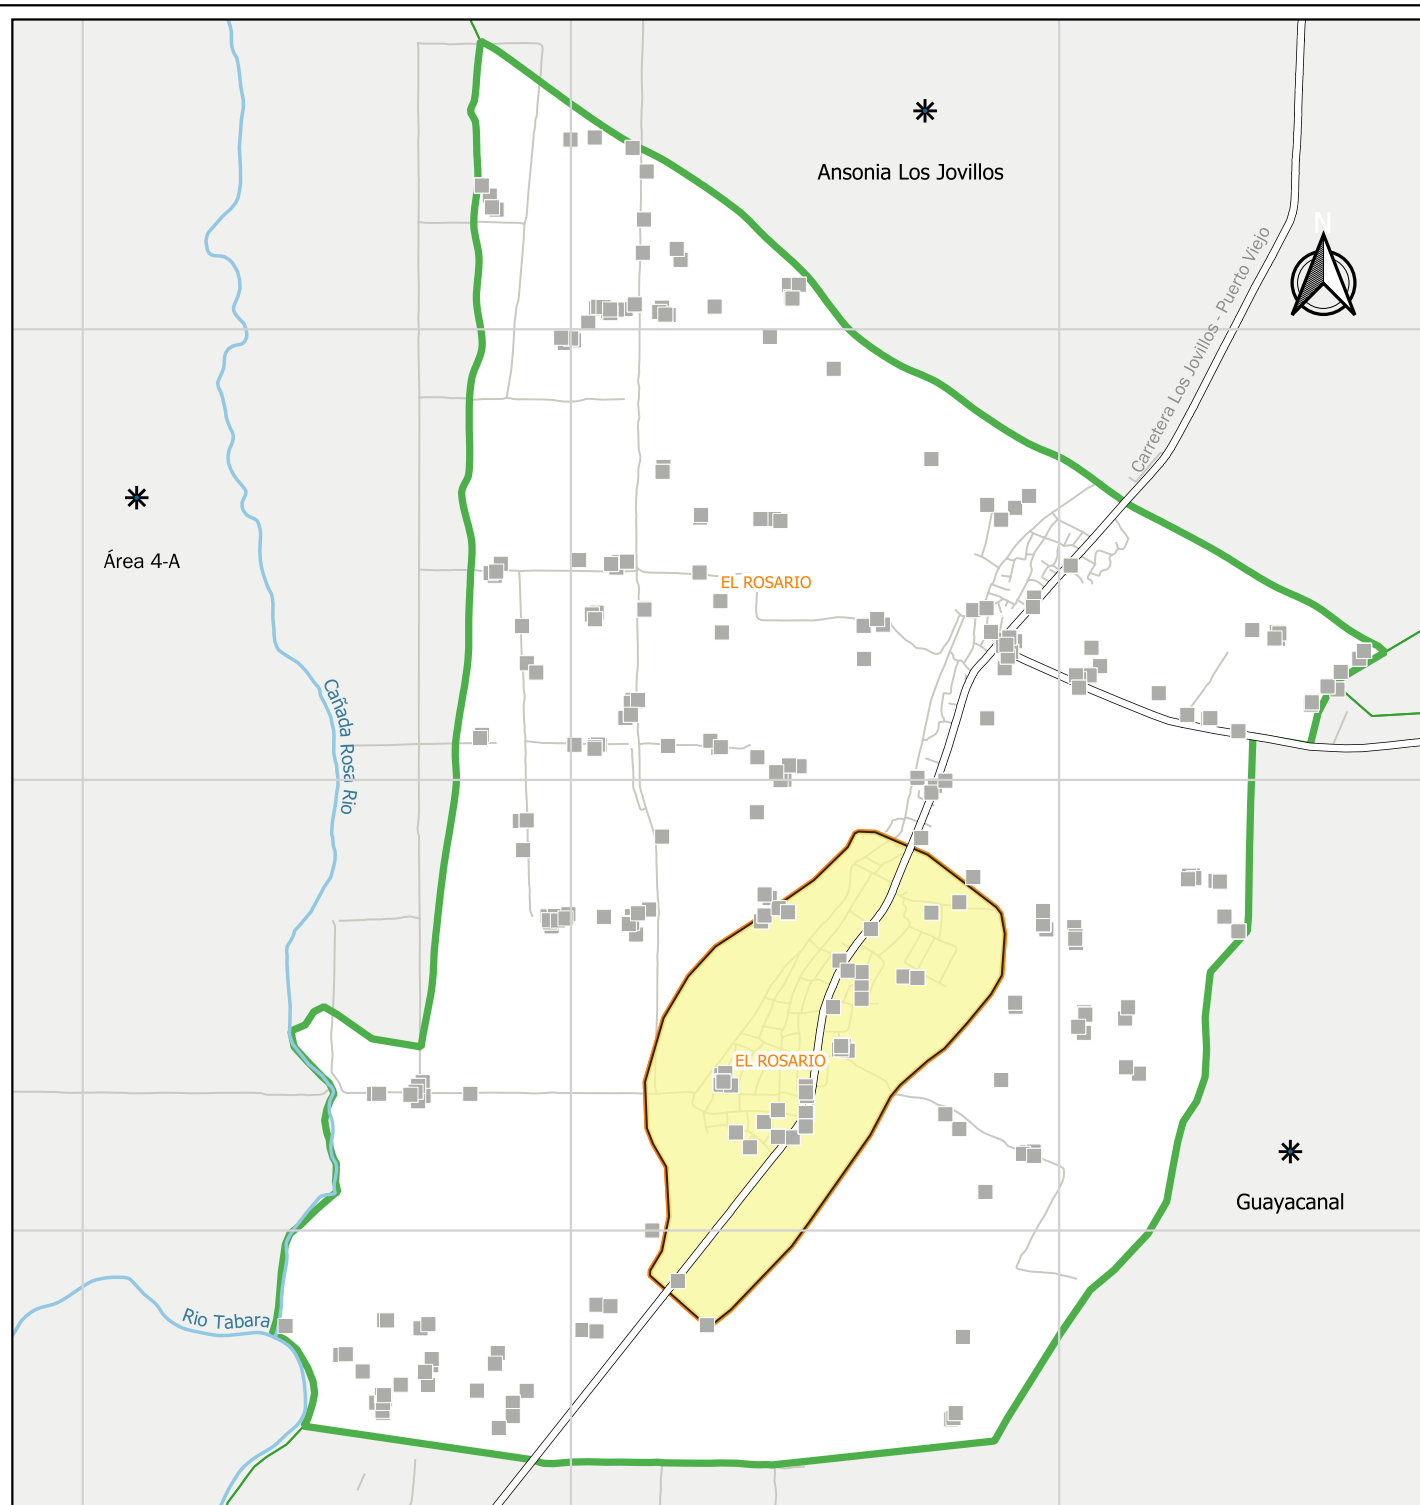 Ansonia Los Jovillos
N
Carretera Los Jovillos - Puerto Viejo
Área 4-A
EL ROSARIO
Cañada Rosa Rio
EL ROSARIO
Guayacanal
Rio Tabara